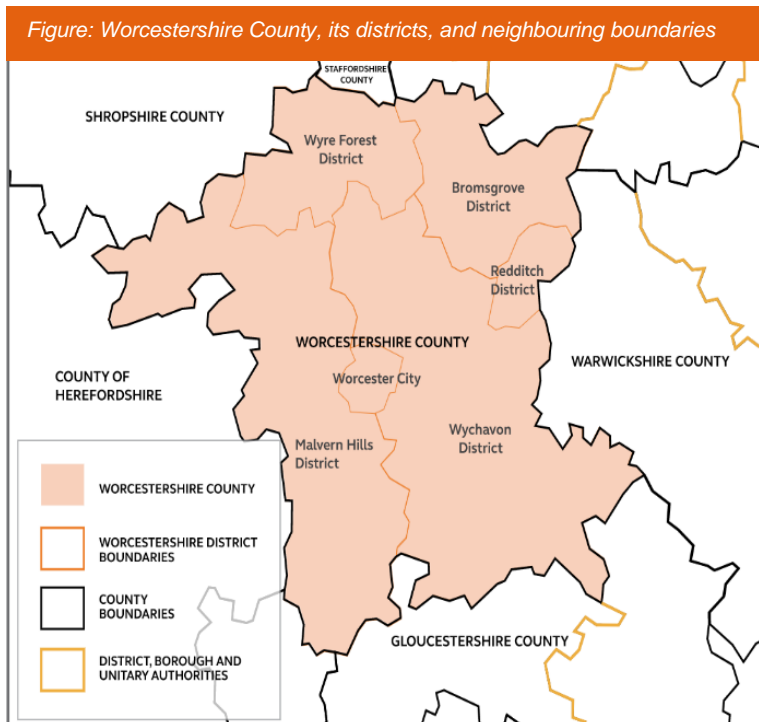 Figure: Worcestershire County, its districts, and neighbouring boundaries
STAFFORDSHIRE
COUNTY
SHROPSHIRE COUNTY
Wyre Forest
District
Bromsgrove
District
Redditch
District
WORCESTERSHIRE COUNTY
WARWICKSHIRE COUNTY
COUNTY OF
HEREFORDSHIRE
Worcester City
Malvern Hills
District
Wychavon
District
WORCESTERSHIRE COUNTY
WORCESTERSHIRE DISTRICT
BOUNDARIES
COUNTY
BOUNDARIES
DISTRICT, BOROUGH AND
UNITARY AUTHORITIES
GLOUCESTERSHIRE COUNTY